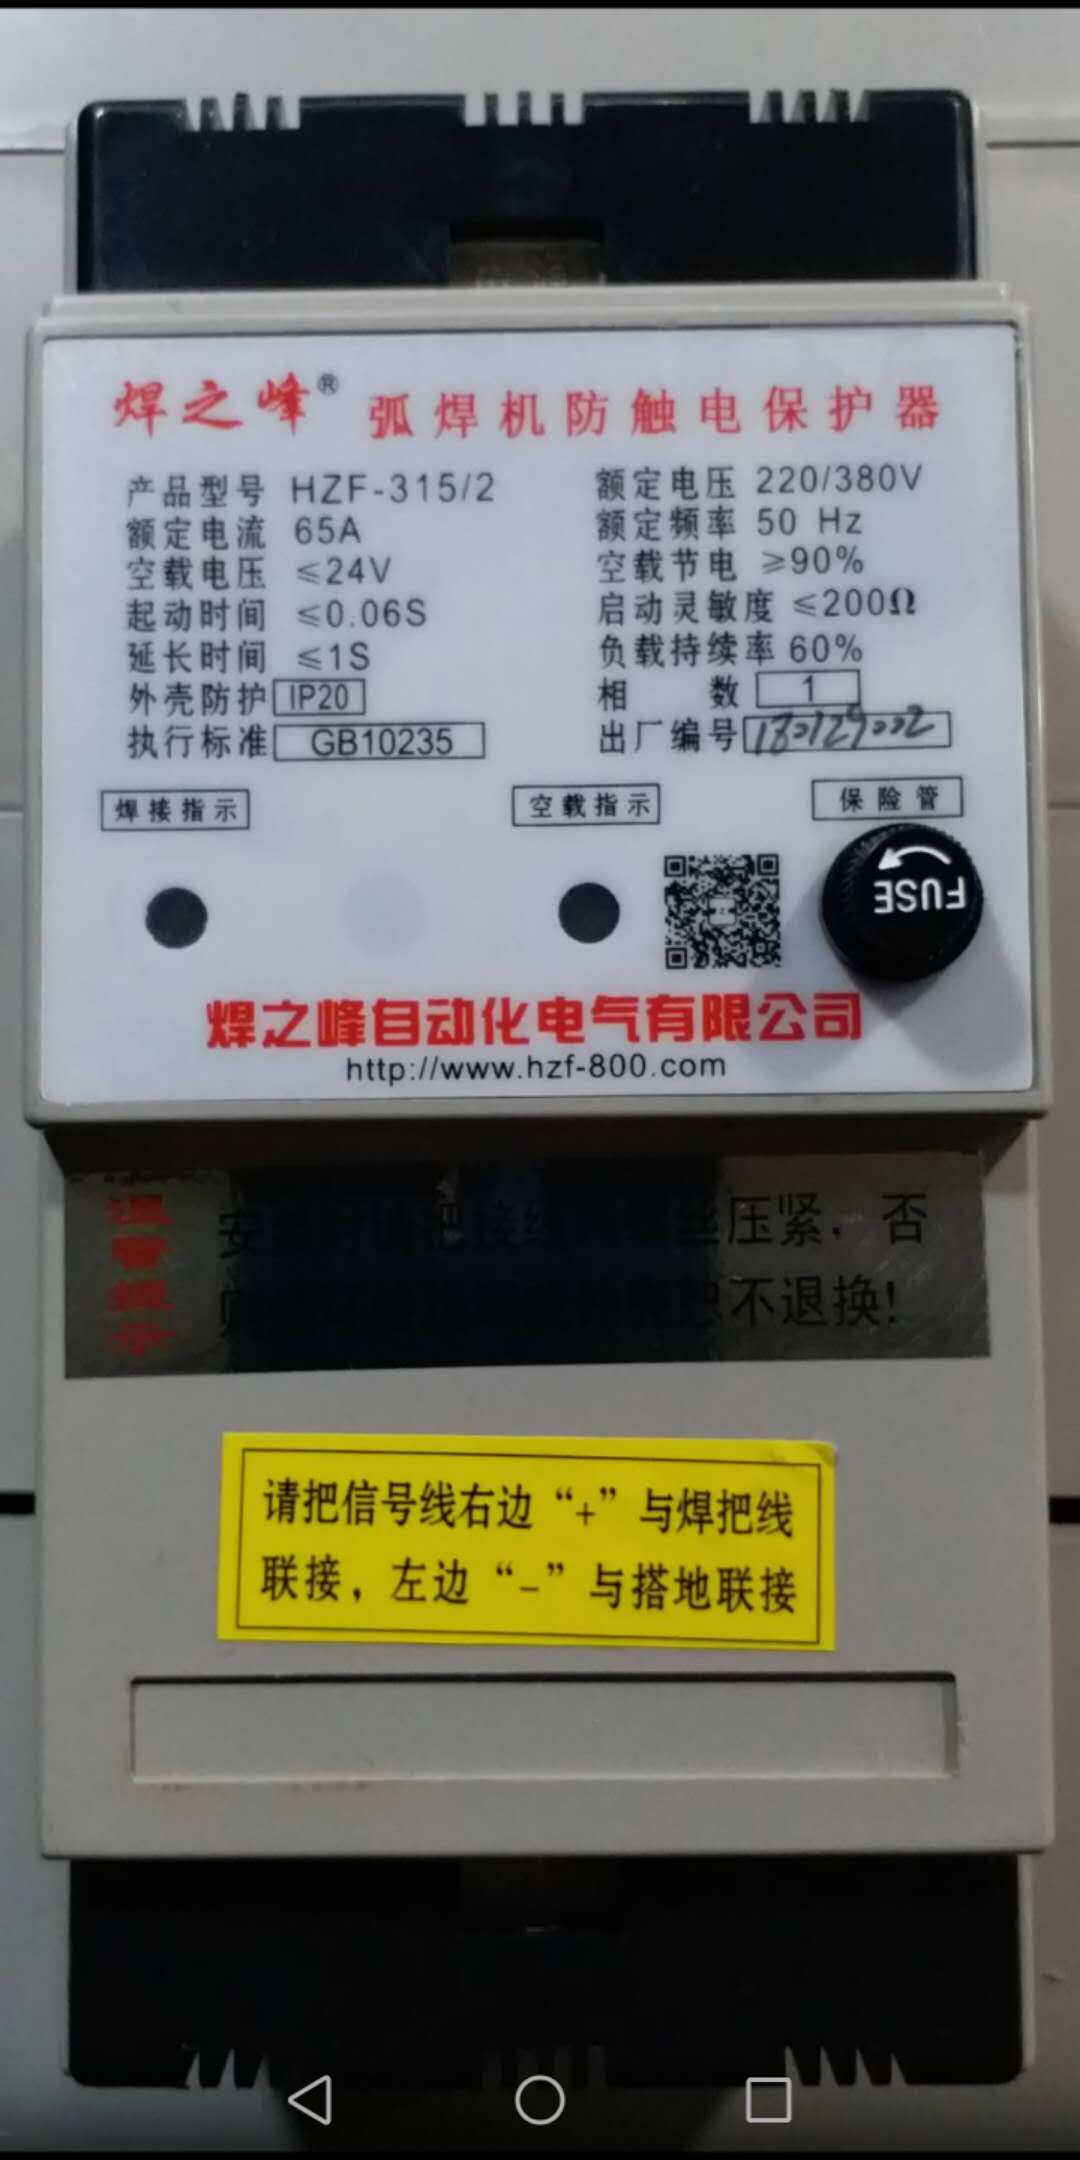 焊之峰® 弧焊机防触电保护器
产品型号 HZF-315/2 额定电压 220/380V
额定电流 65A 额定频率 50 Hz
空载电压 ≤24V 空载节电 ≥90%
起动时间 ≤0.06S 启动灵敏度 ≤200Ω
延长时间 ≤1S 负载持续率 60%
外壳防护 IP20 相 数 1
执行标准 GB10235 出厂编号 180129002
焊接指示 空载指示 保险管
FUSE
焊之峰自动化电气有限公司
http://www.hzf-800.com
温馨提示
安 压紧，否
不退换！
请把信号线右边“+”与焊把线
联接，左边“-”与搭地联接